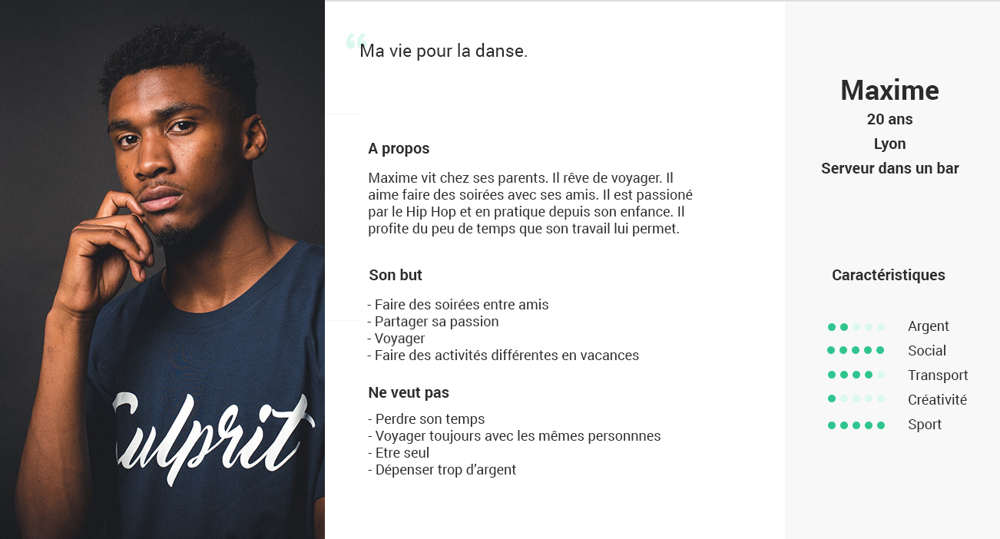 “Ma vie pour la danse.
A propos
Maxime vit chez ses parents. Il rêve de voyager. Il
aime faire des soirées avec ses amis. Il est passioné
par le Hip Hop et en pratique depuis son enfance. Il
profite du peu de temps que son travail lui permet.
Son but
- Faire des soirées entre amis
- Partager sa passion
- Voyager
- Faire des activités différentes en vacances
Ne veut pas
- Perdre son temps
- Voyager toujours avec les mêmes personnnes
- Etre seul
- Dépenser trop d’argent
Maxime
20 ans
Lyon
Serveur dans un bar
Caractéristiques
Argent
Social
Transport
Créativité
Sport
Culprit